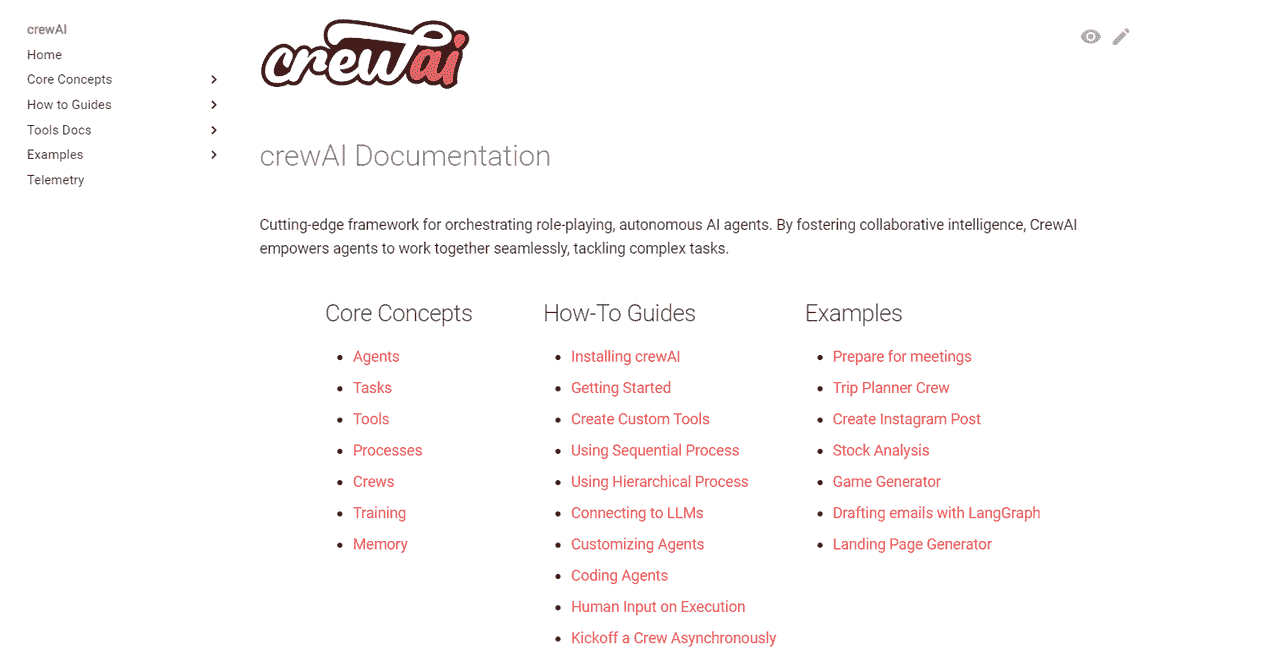 crewAI
Home
Core Concepts
How to Guides
Tools Docs
Examples
Telemetry
crewai
crewAI Documentation
Cutting-edge framework for orchestrating role-playing, autonomous AI agents. By fostering collaborative intelligence, CrewAI
empowers agents to work together seamlessly, tackling complex tasks.
Core Concepts
Agents
Tasks
Tools
Processes
Crews
Training
Memory
How-To Guides
Installing crewAI
Getting Started
Create Custom Tools
Using Sequential Process
Using Hierarchical Process
Connecting to LLMs
Customizing Agents
Coding Agents
Human Input on Execution
Kickoff a Crew Asynchronously
Examples
Prepare for meetings
Trip Planner Crew
Create Instagram Post
Stock Analysis
Game Generator
Drafting emails with LangGraph
Landing Page Generator